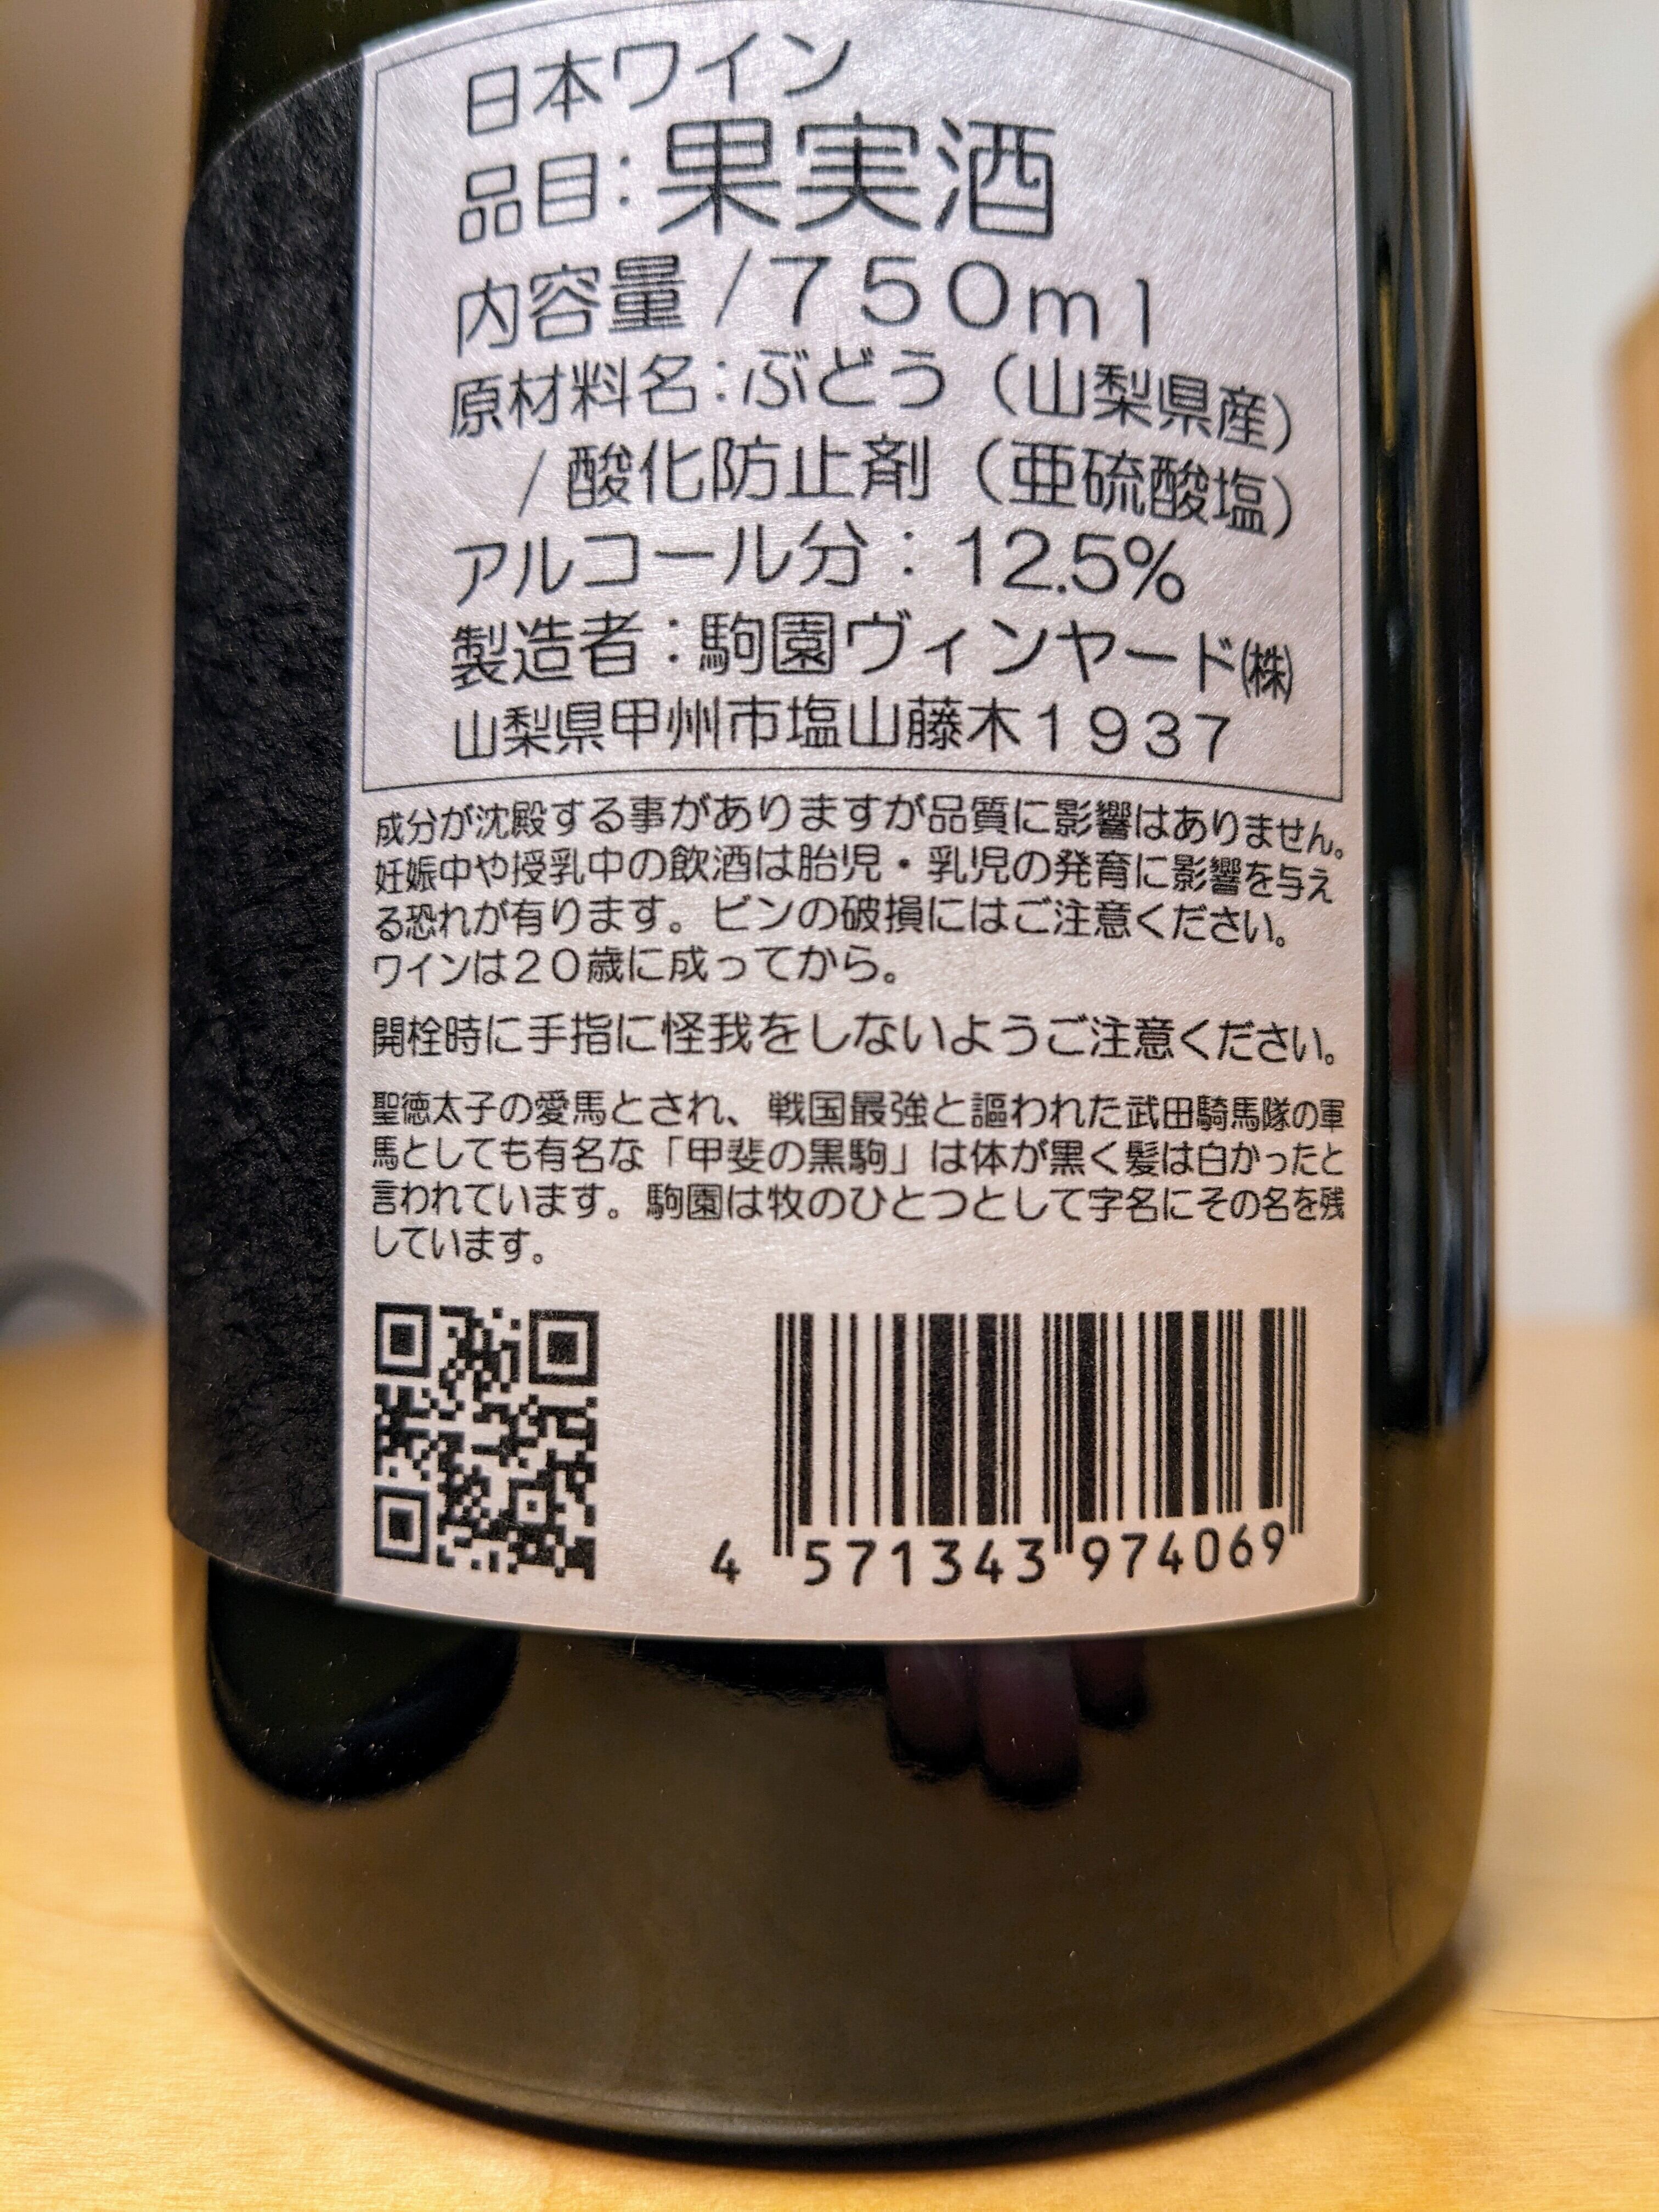 日本ワイン
品目:果実酒
内容量/750ml
原材料名:ぶどう(山梨県産)
/酸化防止剤(亜硫酸塩)
アルコール分:12.5%
製造者:駒園ヴィンヤード㈱
山梨県甲州市塩山藤木1937
成分が沈殿する事がありますが品質に影響はありません。
妊娠中や授乳中の飲酒は胎児・乳児の発育に影響を与え
る恐れが有ります。ビンの破損にはご注意ください。
ワインは20歳に成ってから。
開栓時に手指に怪我をしないようご注意ください。
聖徳太子の愛馬とされ、戦国最強と謳われた武田騎馬隊の軍
馬としても有名な「甲斐の黒駒」は体が黒く髪は白かったと
言われています。駒園は牧のひとつとして字名にその名を残
しています。
4 571343 974069